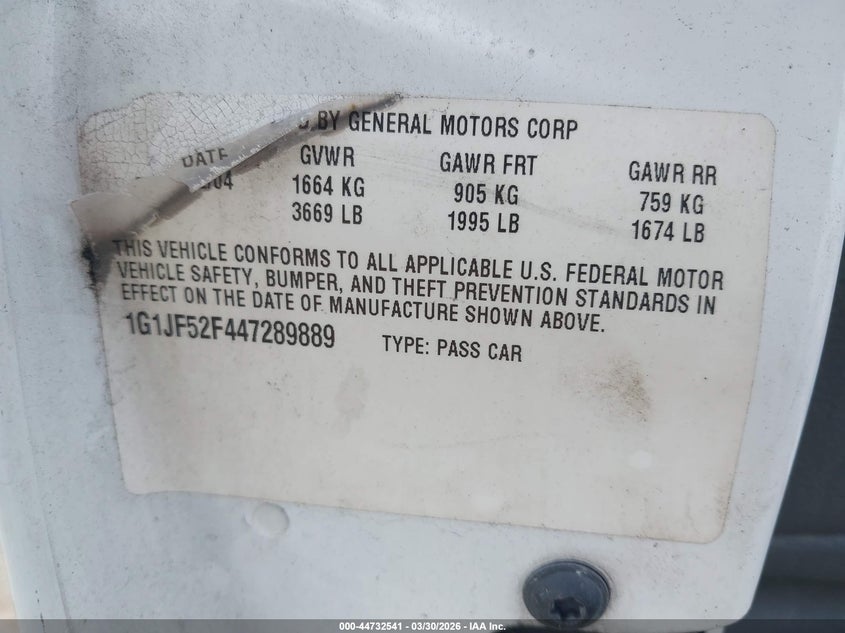 BY GENERAL MOTORS CORP
DATE GVWR GAWR FRT GAWR RR
04 1664 KG 905 KG 759 KG
3669 LB 1995 LB 1674 LB
THIS VEHICLE CONFORMS TO ALL APPLICABLE U.S. FEDERAL MOTOR
VEHICLE SAFETY, BUMPER, AND THEFT PREVENTION STANDARDS IN
EFFECT ON THE DATE OF MANUFACTURE SHOWN ABOVE.
1G1JF52F447289889 TYPE: PASS CAR
000-44732541 - 03/30/2026 - IAA Inc.